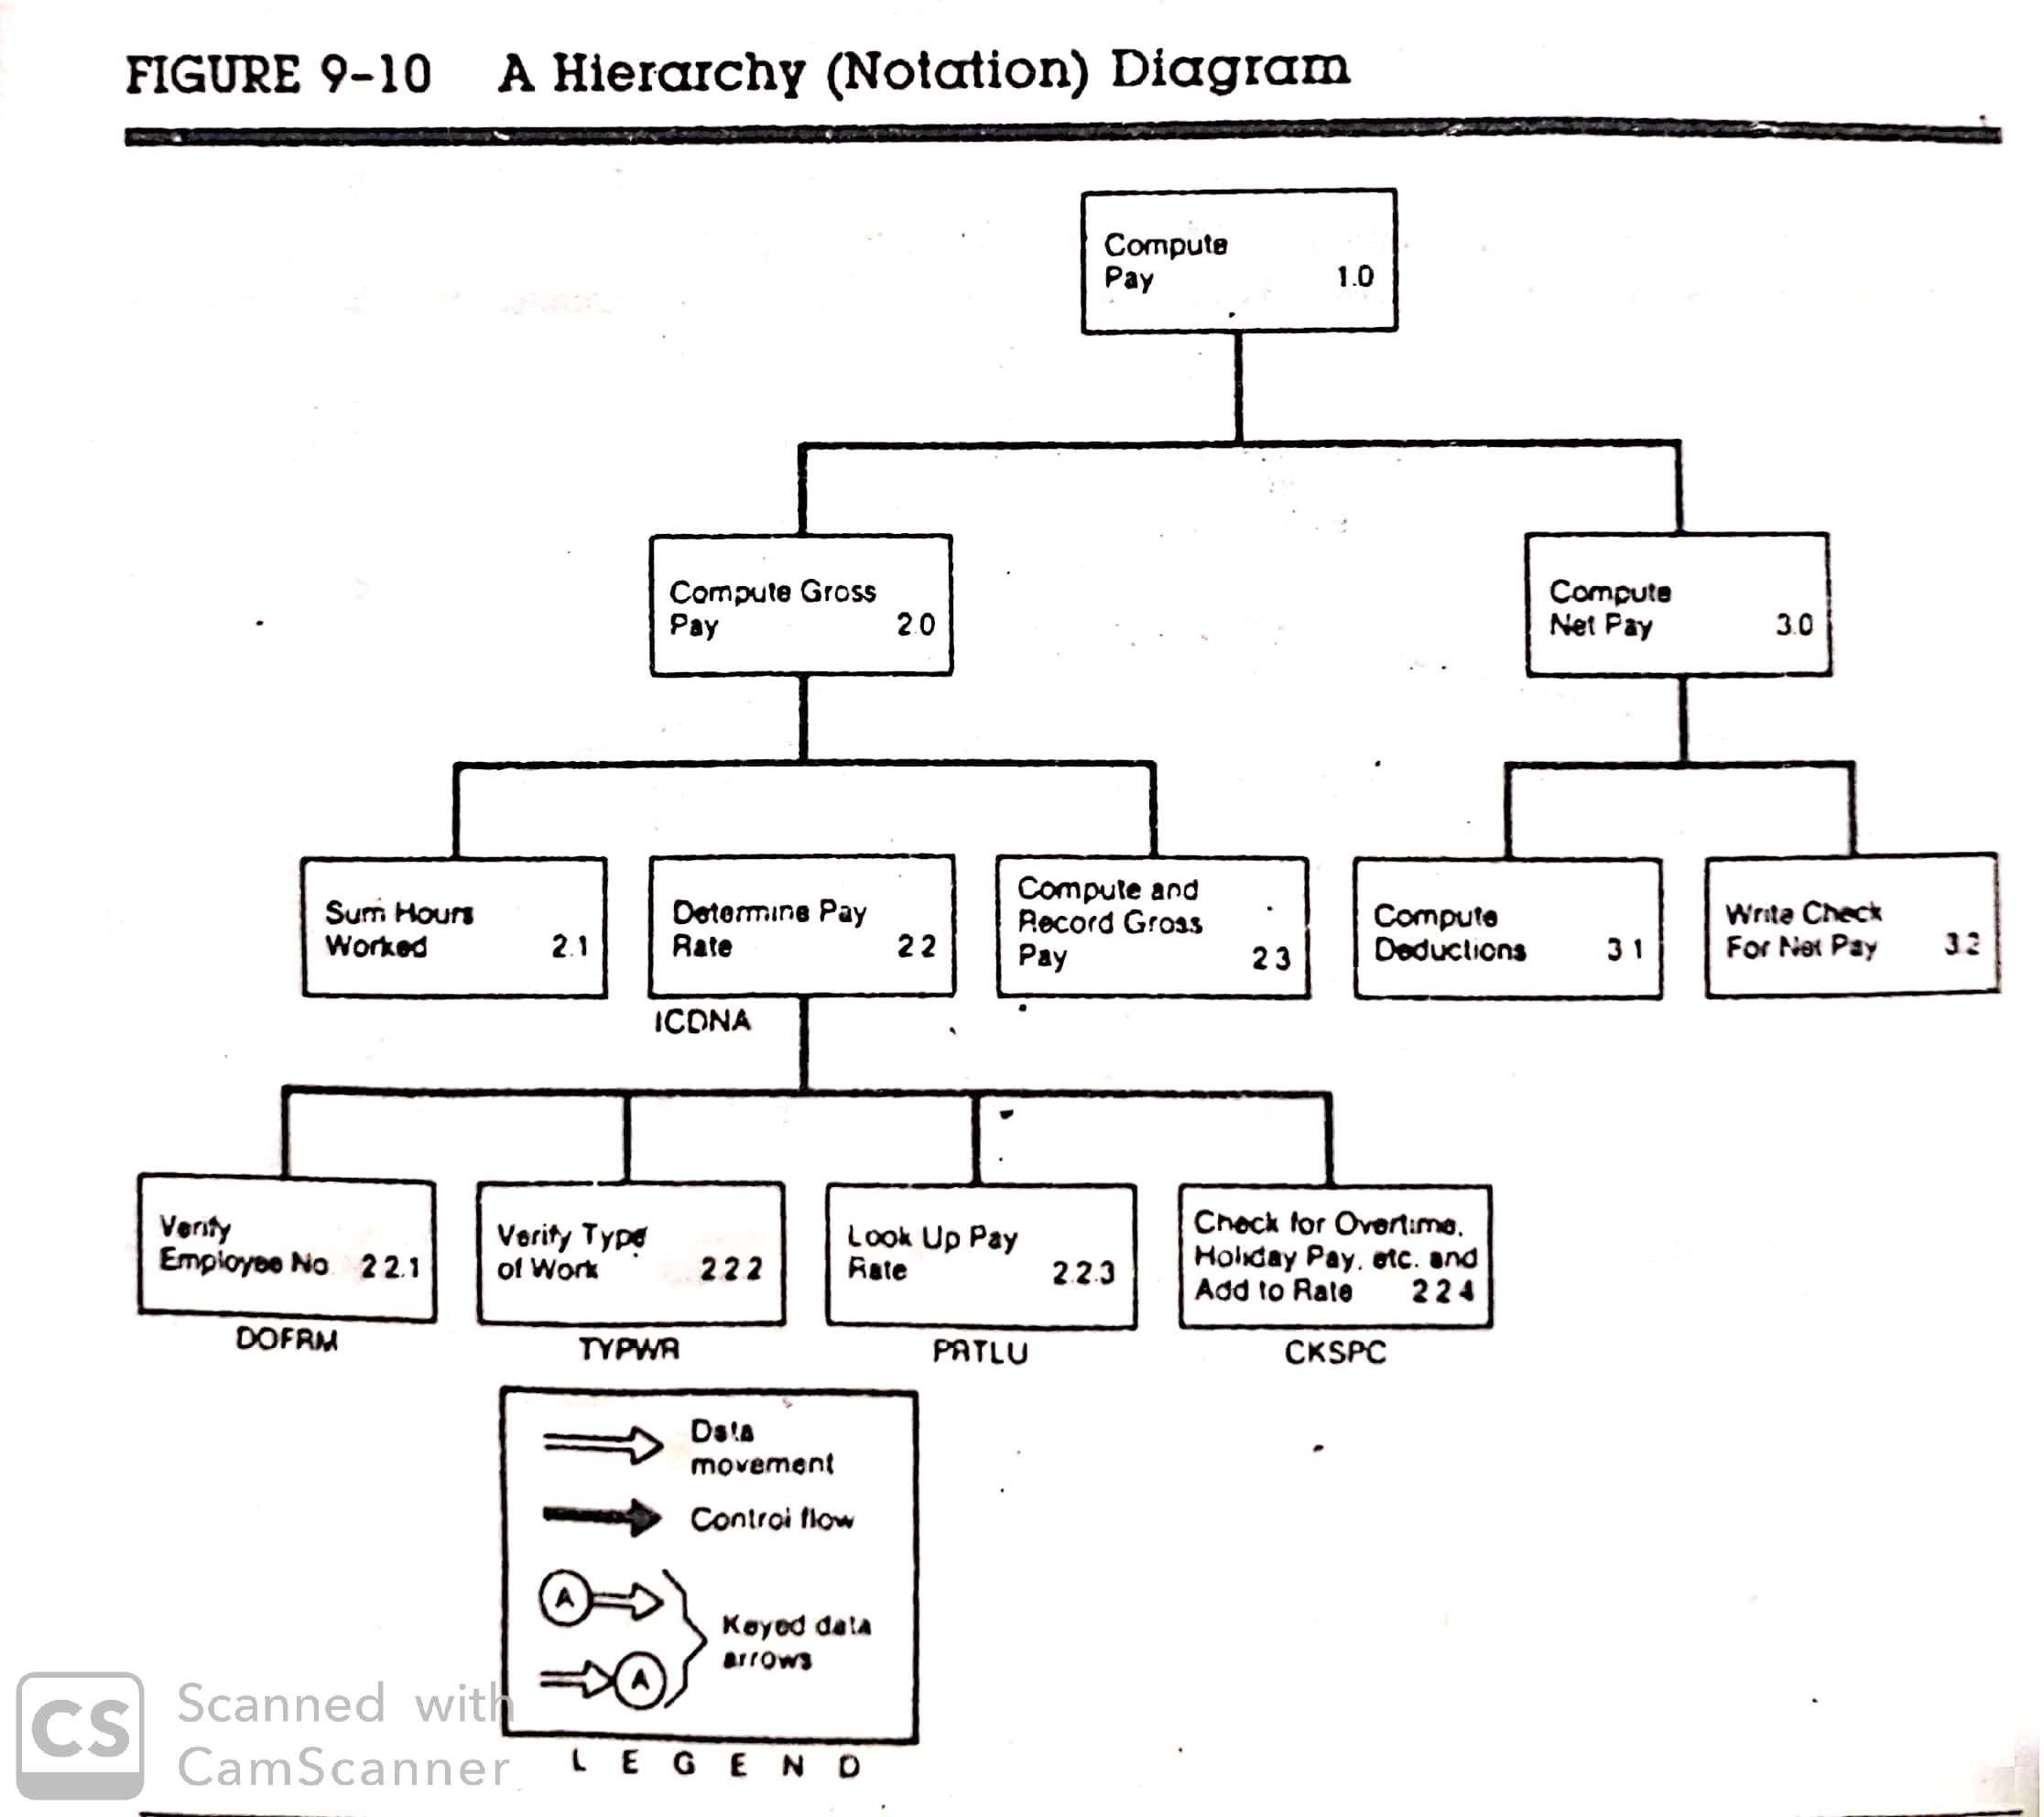 FIGURE 9-10 A Hierarchy (Notation) Diagram
Compute
Pay 1.0
Compute Gross
Pay 2.0
Compute
Net Pay 3.0
Sum Hours
Worked 2.1
Determine Pay
Rate 2.2
ICDNA
Compute and
Record Gross
Pay 2.3
Compute
Deductions 3.1
Write Check
For Net Pay 3.2
Verify
Employee No. 2.2.1
DOFRM
Verify Type
of Work 2.2.2
TYPWR
Look Up Pay
Rate 2.2.3
PRTLU
Check for Overtime,
Holiday Pay, etc. and
Add to Rate 2.2.4
CKSPC
Data
movement
Control flow
A
Keyed data
arrows
A
LEGEND
CS
Scanned with
CamScanner